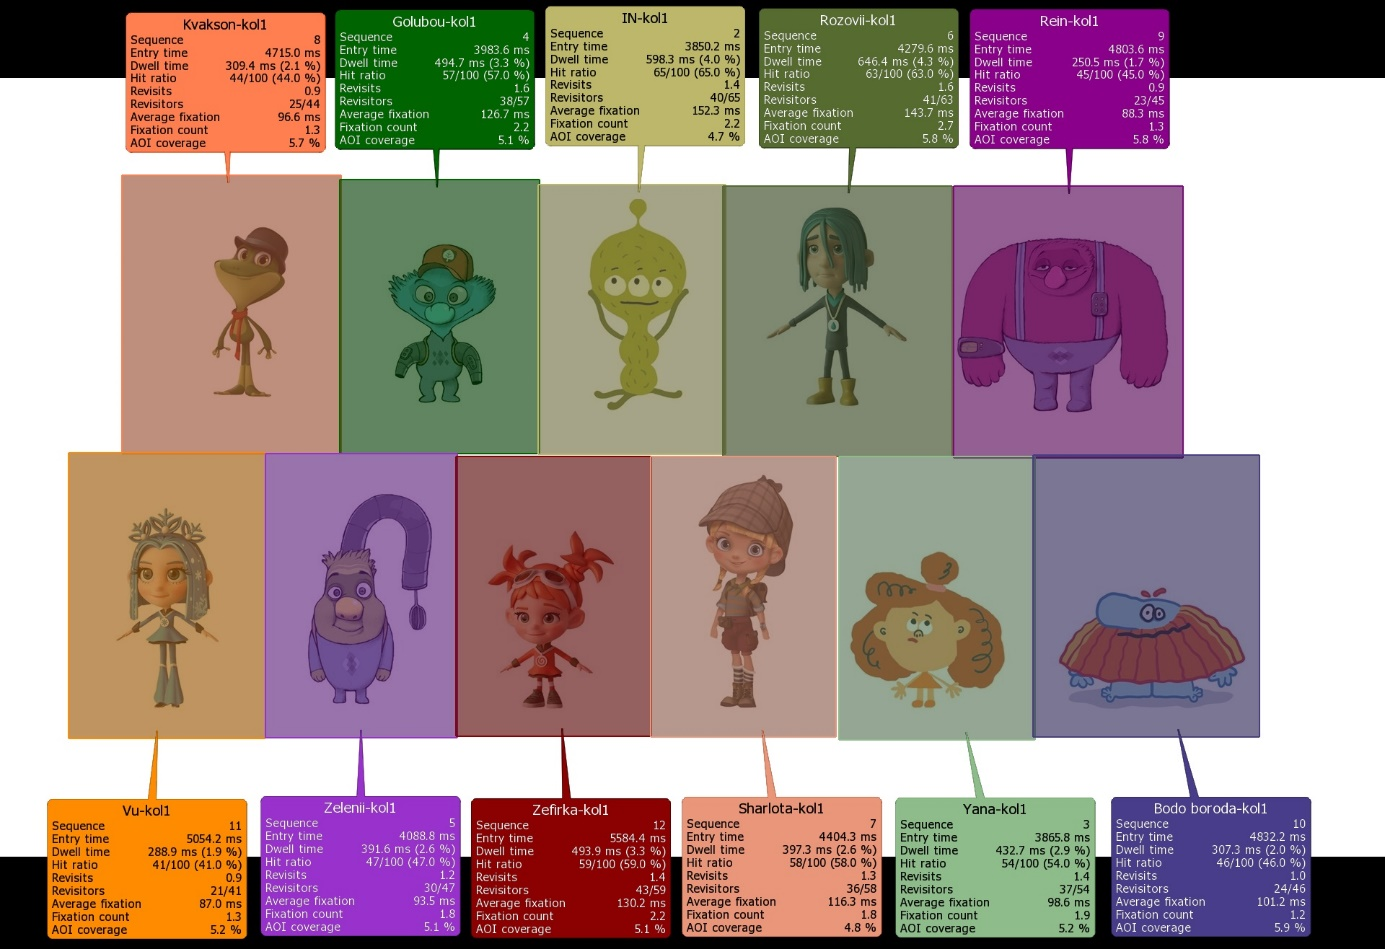 Kvakson-kol1
Sequence 8
Entry time 4715.0 ms
Dwell time 309.4 ms (2.1 %)
Hit ratio 44/100 (44.0 %)
Revisits 0.9
Revisitors 25/44
Average fixation 96.6 ms
Fixation count 1.3
AOI coverage 5.7 %
Golubou-kol1
Sequence 4
Entry time 3983.6 ms
Dwell time 494.7 ms (3.3 %)
Hit ratio 57/100 (57.0 %)
Revisits 1.6
Revisitors 38/57
Average fixation 126.7 ms
Fixation count 2.2
AOI coverage 5.1 %
IN-kol1
Sequence 2
Entry time 3850.2 ms
Dwell time 598.3 ms (4.0 %)
Hit ratio 65/100 (65.0 %)
Revisits 1.4
Revisitors 40/65
Average fixation 152.3 ms
Fixation count 2.2
AOI coverage 4.7 %
Rozovii-kol1
Sequence 6
Entry time 4279.6 ms
Dwell time 646.4 ms (4.3 %)
Hit ratio 63/100 (63.0 %)
Revisits 1.6
Revisitors 41/63
Average fixation 143.7 ms
Fixation count 2.7
AOI coverage 5.8 %
Rein-kol1
Sequence 9
Entry time 4803.6 ms
Dwell time 250.5 ms (1.7 %)
Hit ratio 45/100 (45.0 %)
Revisits 0.9
Revisitors 23/45
Average fixation 88.3 ms
Fixation count 1.3
AOI coverage 5.8 %
Vu-kol1
Sequence 11
Entry time 5054.2 ms
Dwell time 288.9 ms (1.9 %)
Hit ratio 41/100 (41.0 %)
Revisits 0.9
Revisitors 21/41
Average fixation 87.0 ms
Fixation count 1.3
AOI coverage 5.2 %
Zelenii-kol1
Sequence 5
Entry time 4088.8 ms
Dwell time 391.6 ms (2.6 %)
Hit ratio 47/100 (47.0 %)
Revisits 1.2
Revisitors 30/47
Average fixation 93.5 ms
Fixation count 1.8
AOI coverage 5.1 %
Zefirka-kol1
Sequence 12
Entry time 5584.4 ms
Dwell time 493.9 ms (3.3 %)
Hit ratio 59/100 (59.0 %)
Revisits 1.4
Revisitors 43/59
Average fixation 130.2 ms
Fixation count 2.2
AOI coverage 5.1 %
Sharlota-kol1
Sequence 7
Entry time 4404.3 ms
Dwell time 397.3 ms (2.6 %)
Hit ratio 58/100 (58.0 %)
Revisits 1.3
Revisitors 36/58
Average fixation 116.3 ms
Fixation count 1.8
AOI coverage 4.8 %
Yana-kol1
Sequence 3
Entry time 3865.8 ms
Dwell time 432.7 ms (2.9 %)
Hit ratio 54/100 (54.0 %)
Revisits 1.4
Revisitors 37/54
Average fixation 98.6 ms
Fixation count 1.9
AOI coverage 5.2 %
Bodo boroda-kol1
Sequence 10
Entry time 4832.2 ms
Dwell time 307.3 ms (2.0 %)
Hit ratio 46/100 (46.0 %)
Revisits 1.0
Revisitors 24/46
Average fixation 101.2 ms
Fixation count 1.2
AOI coverage 5.9 %